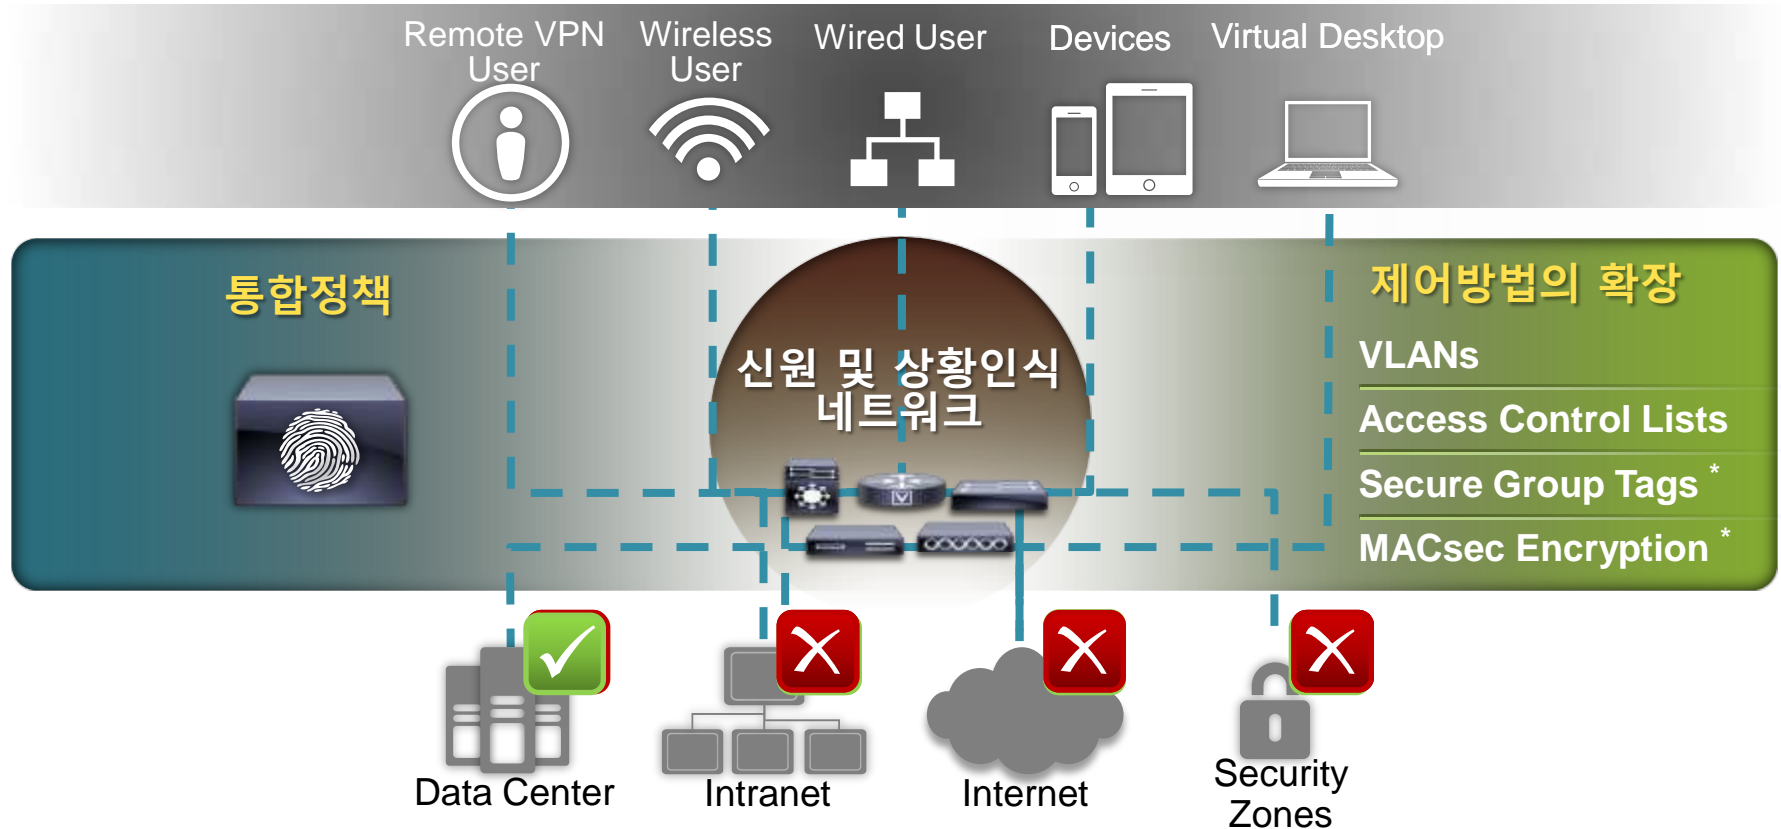 Remote VPN
User
Wireless
User
Wired User
Devices
Virtual Desktop
통합정책
신원 및 상황인식
네트워크
제어방법의 확장
VLANs
Access Control Lists
Secure Group Tags *
MACsec Encryption *
Data Center
Intranet
Internet
Security
Zones